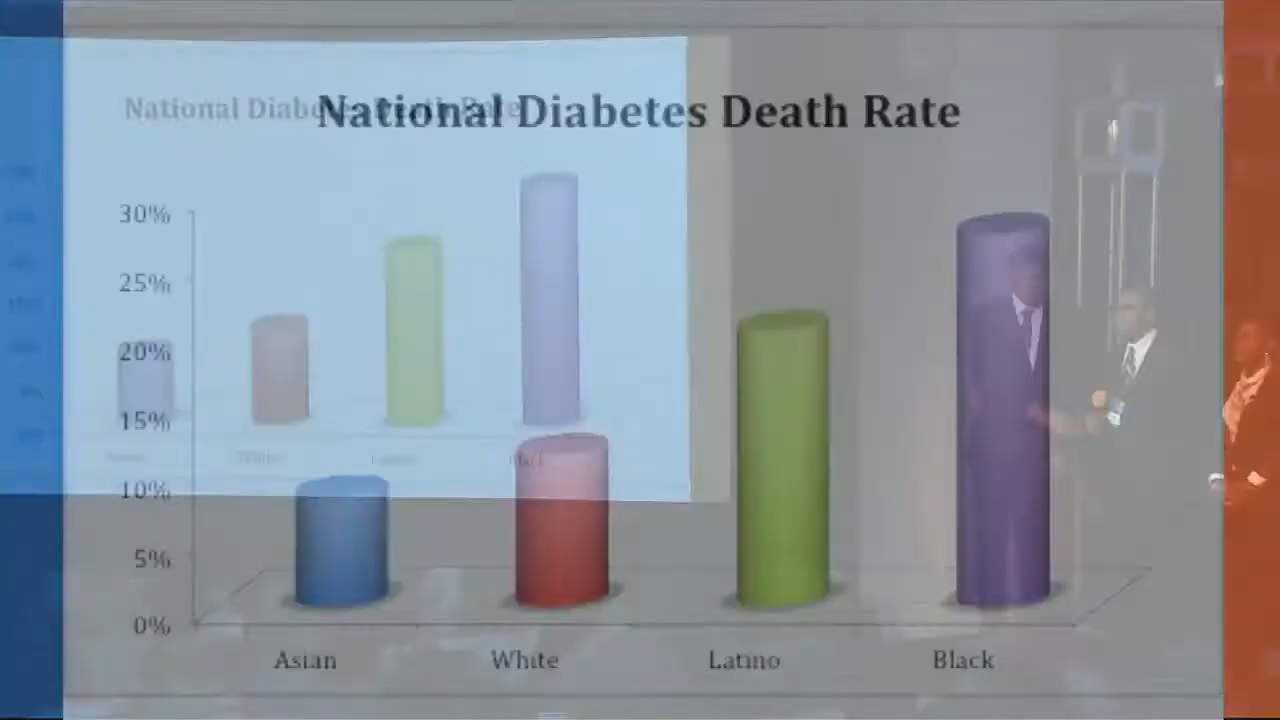 National Diabetes Death Rate
30%
25%
20%
15%
10%
5%
0%
Asian
White
Latino
Black